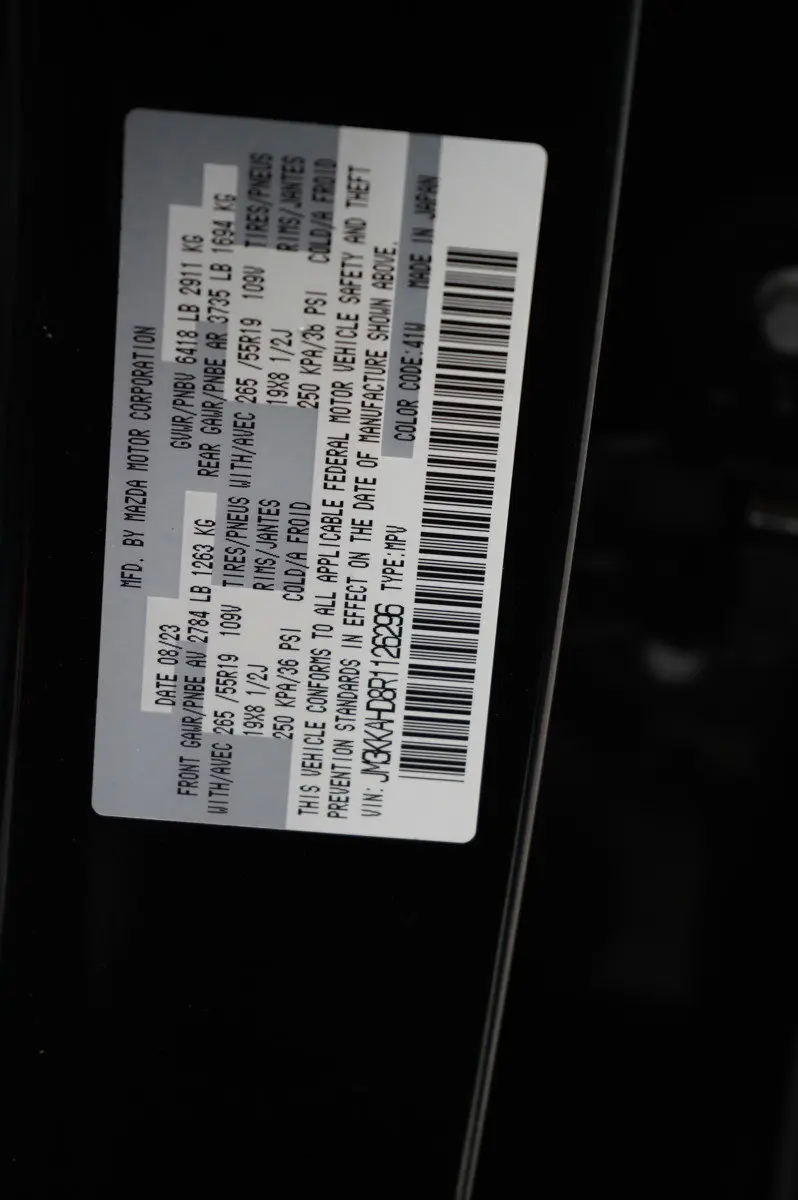 MFD. BY MAZDA MOTOR CORPORATION
DATE 08/23 GVWR/PNBV 6418 LB 2911 KG
FRONT GAWR/PNBE AV 2784 LB 1263 KG REAR GAWR/PNBE AR 3735 LB 1694 KG
WITH/AVEC 265 /55R19 109V TIRES/PNEUS WITH/AVEC 265 /55R19 109V TIRES/PNEUS
19X8 1/2J RIMS/JANTES 19X8 1/2J RIMS/JANTES
250 KPA/36 PSI COLD/A FROID 250 KPA/36 PSI COLD/A FROID
THIS VEHICLE CONFORMS TO ALL APPLICABLE FEDERAL MOTOR VEHICLE SAFETY AND THEFT
PREVENTION STANDARDS IN EFFECT ON THE DATE OF MANUFACTURE SHOWN ABOVE.
VIN: JM3KKAHD8R1126296 TYPE:MPV COLOR CODE:41W MADE IN JAPAN